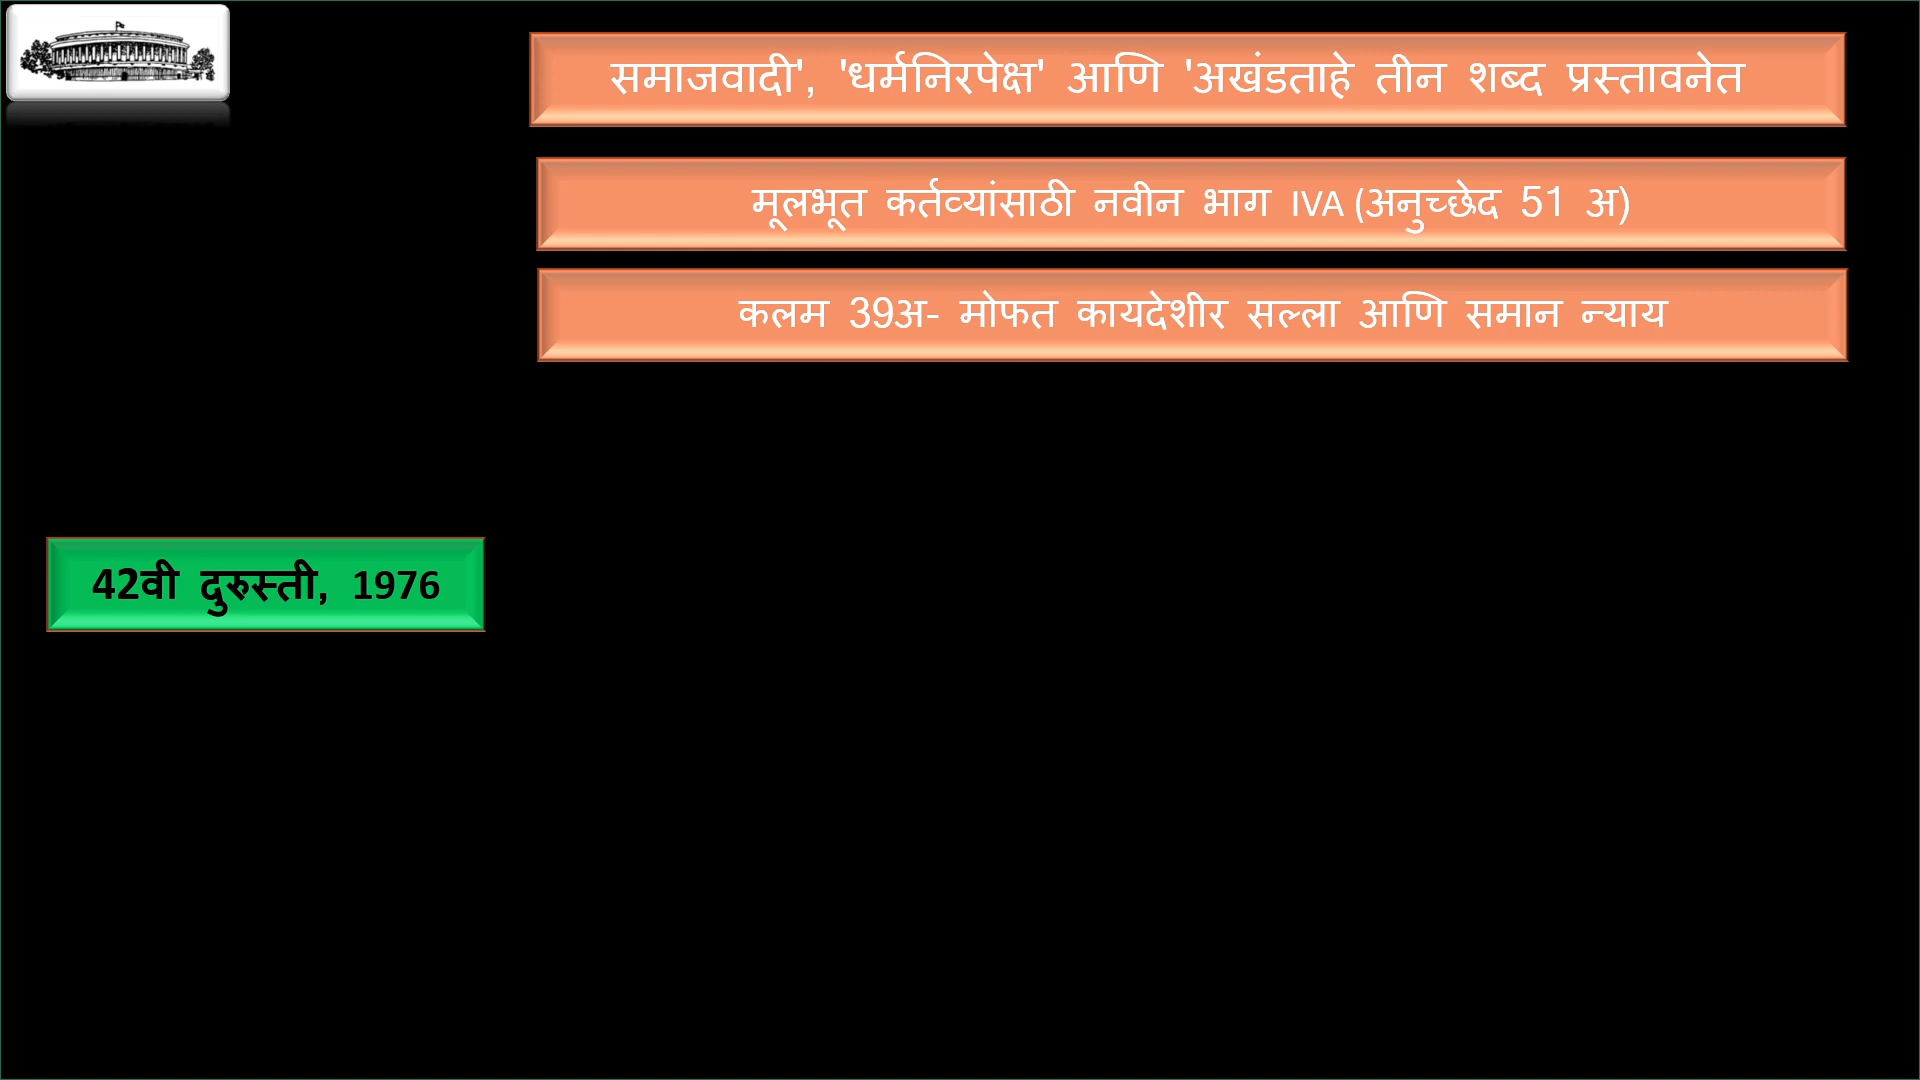 समाजवादी', 'धर्मनिरपेक्ष' आणि 'अखंडताहे तीन शब्द प्रस्तावनेत
मूलभूत कर्तव्यांसाठी नवीन भाग IVA (अनुच्छेद 51 अ)
कलम 39अ- मोफत कायदेशीर सल्ला आणि समान न्याय
42वी दुरुस्ती, 1976